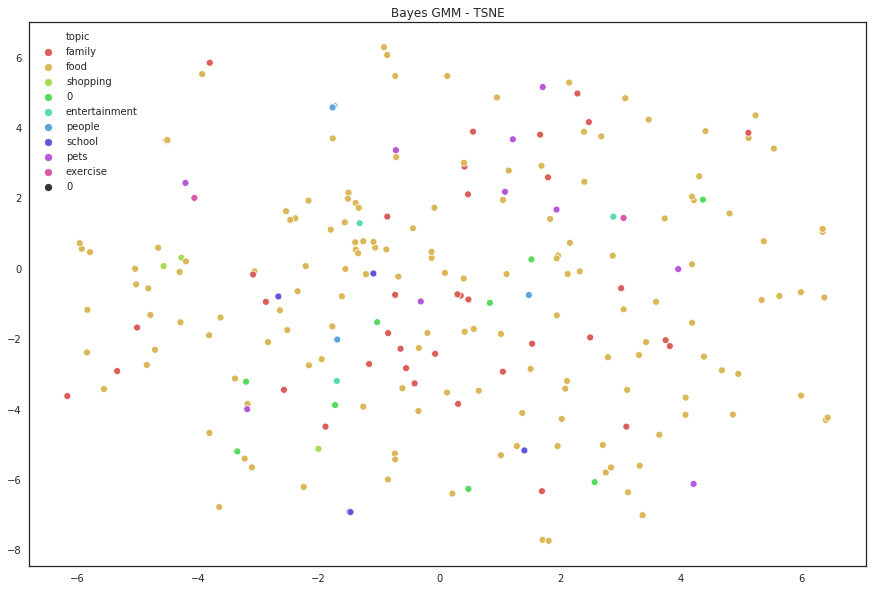 Bayes GMM - TSNE
topic
family
food
shopping
0
entertainment
people
school
pets
exercise
0
6
4
2
0
−2
−4
−6
−8
−6
−4
−2
0
2
4
6